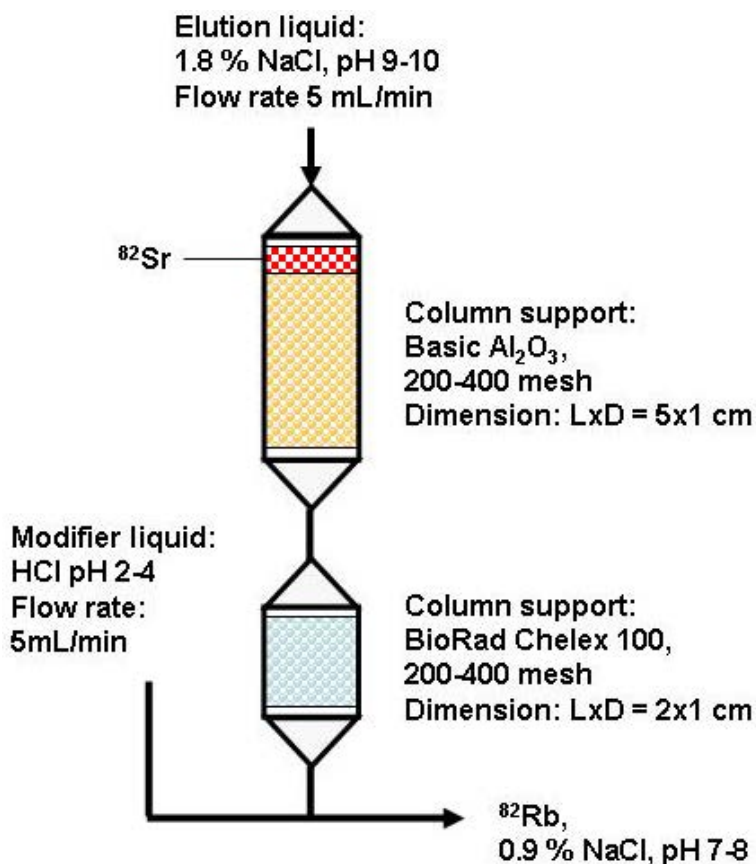 Elution liquid:
1.8 % NaCl, pH 9-10
Flow rate 5 mL/min
⁸²Sr
Column support:
Basic Al₂O₃,
200-400 mesh
Dimension: LxD = 5x1 cm
Modifier liquid:
HCl pH 2-4
Flow rate:
5mL/min
Column support:
BioRad Chelex 100,
200-400 mesh
Dimension: LxD = 2x1 cm
⁸²Rb,
0.9 % NaCl, pH 7-8